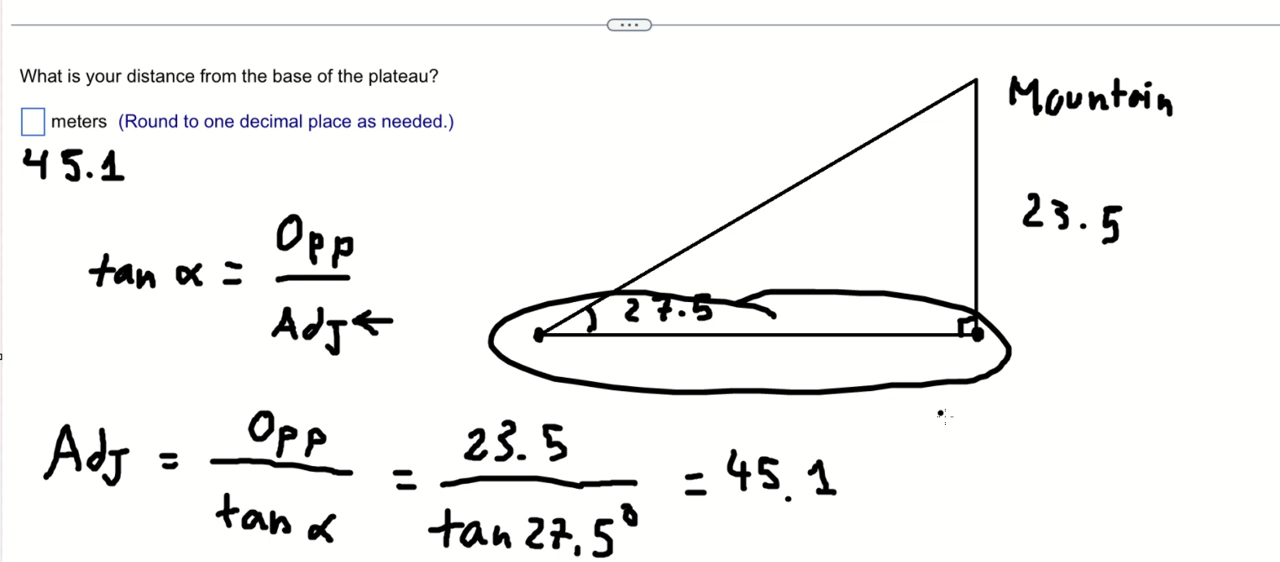 What is your distance from the base of the plateau?
meters (Round to one decimal place as needed.)
45.1
tan α = Opp / Adj ←
Mountain
23.5
27.5
Adj = Opp / tan α = 23.5 / tan 27.5° = 45.1